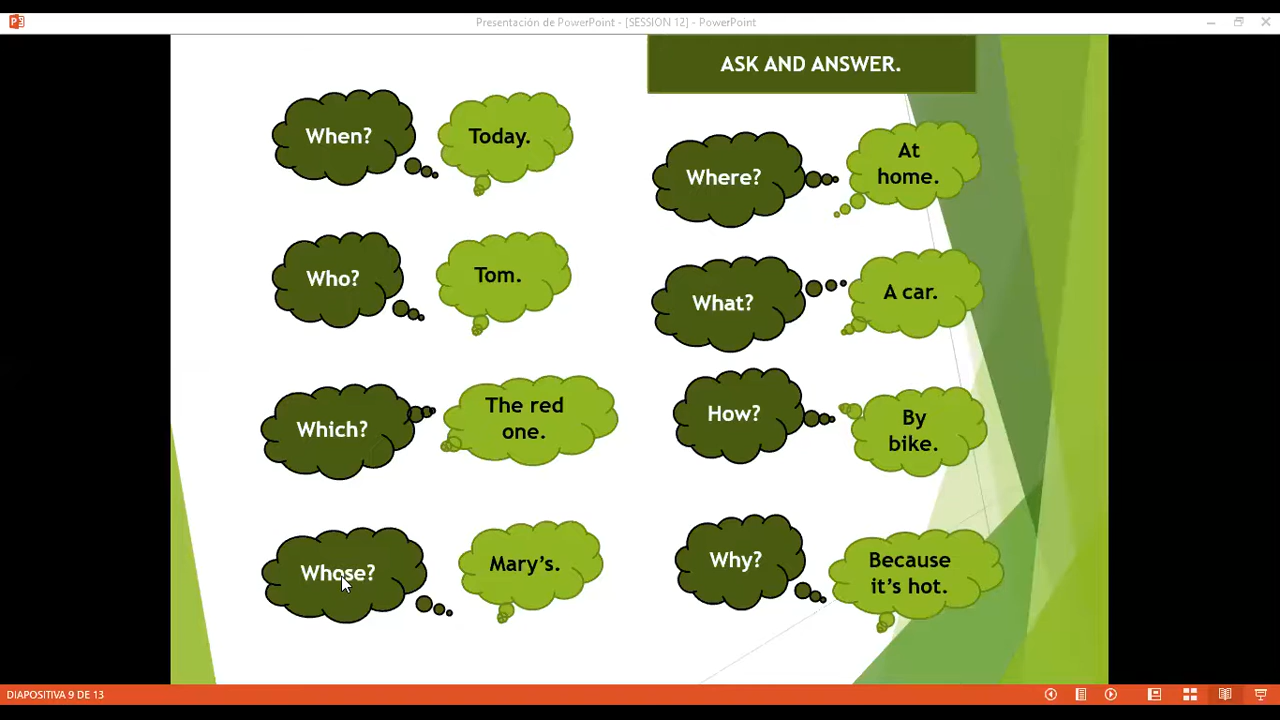 Presentación de PowerPoint - [SESSION 12] - PowerPoint
ASK AND ANSWER.
When?
Today.
Where?
At
home.
Who?
Tom.
What?
A car.
Which?
The red
one.
How?
By
bike.
Whose?
Mary's.
Why?
Because
it's hot.
DIAPOSITIVA 9 DE 13